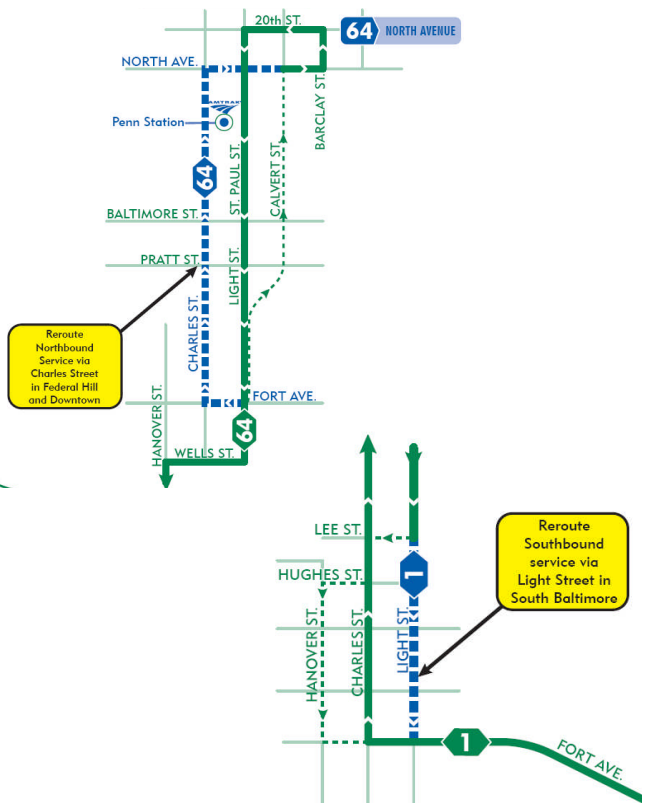 20th ST.
64 NORTH AVENUE
NORTH AVE.
AMTRAK
Penn Station
BARCLAY ST.
CALVERT ST.
ST. PAUL ST.
64
BALTIMORE ST.
PRATT ST.
LIGHT ST.
CHARLES ST.
Reroute
Northbound
Service via
Charles Street
in Federal Hill
and Downtown
FORT AVE.
HANOVER ST.
64
WELLS ST.
LEE ST.
HUGHES ST.
1
HANOVER ST.
CHARLES ST.
LIGHT ST.
Reroute
Southbound
service via
Light Street in
South Baltimore
1
FORT AVE.